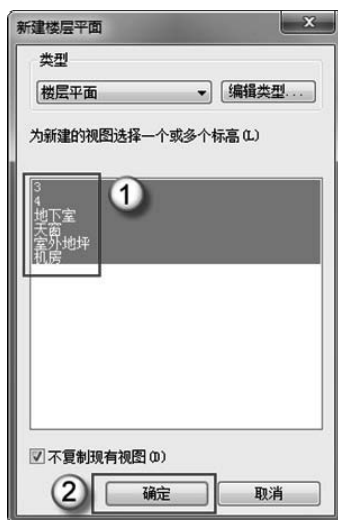 新建楼层平面
类型
楼层平面 编辑类型...
为新建的视图选择一个或多个标高(L)
3
4
地下室
天窗
室外地坪
机房
①
不复制现有视图(D)
② 确定 取消